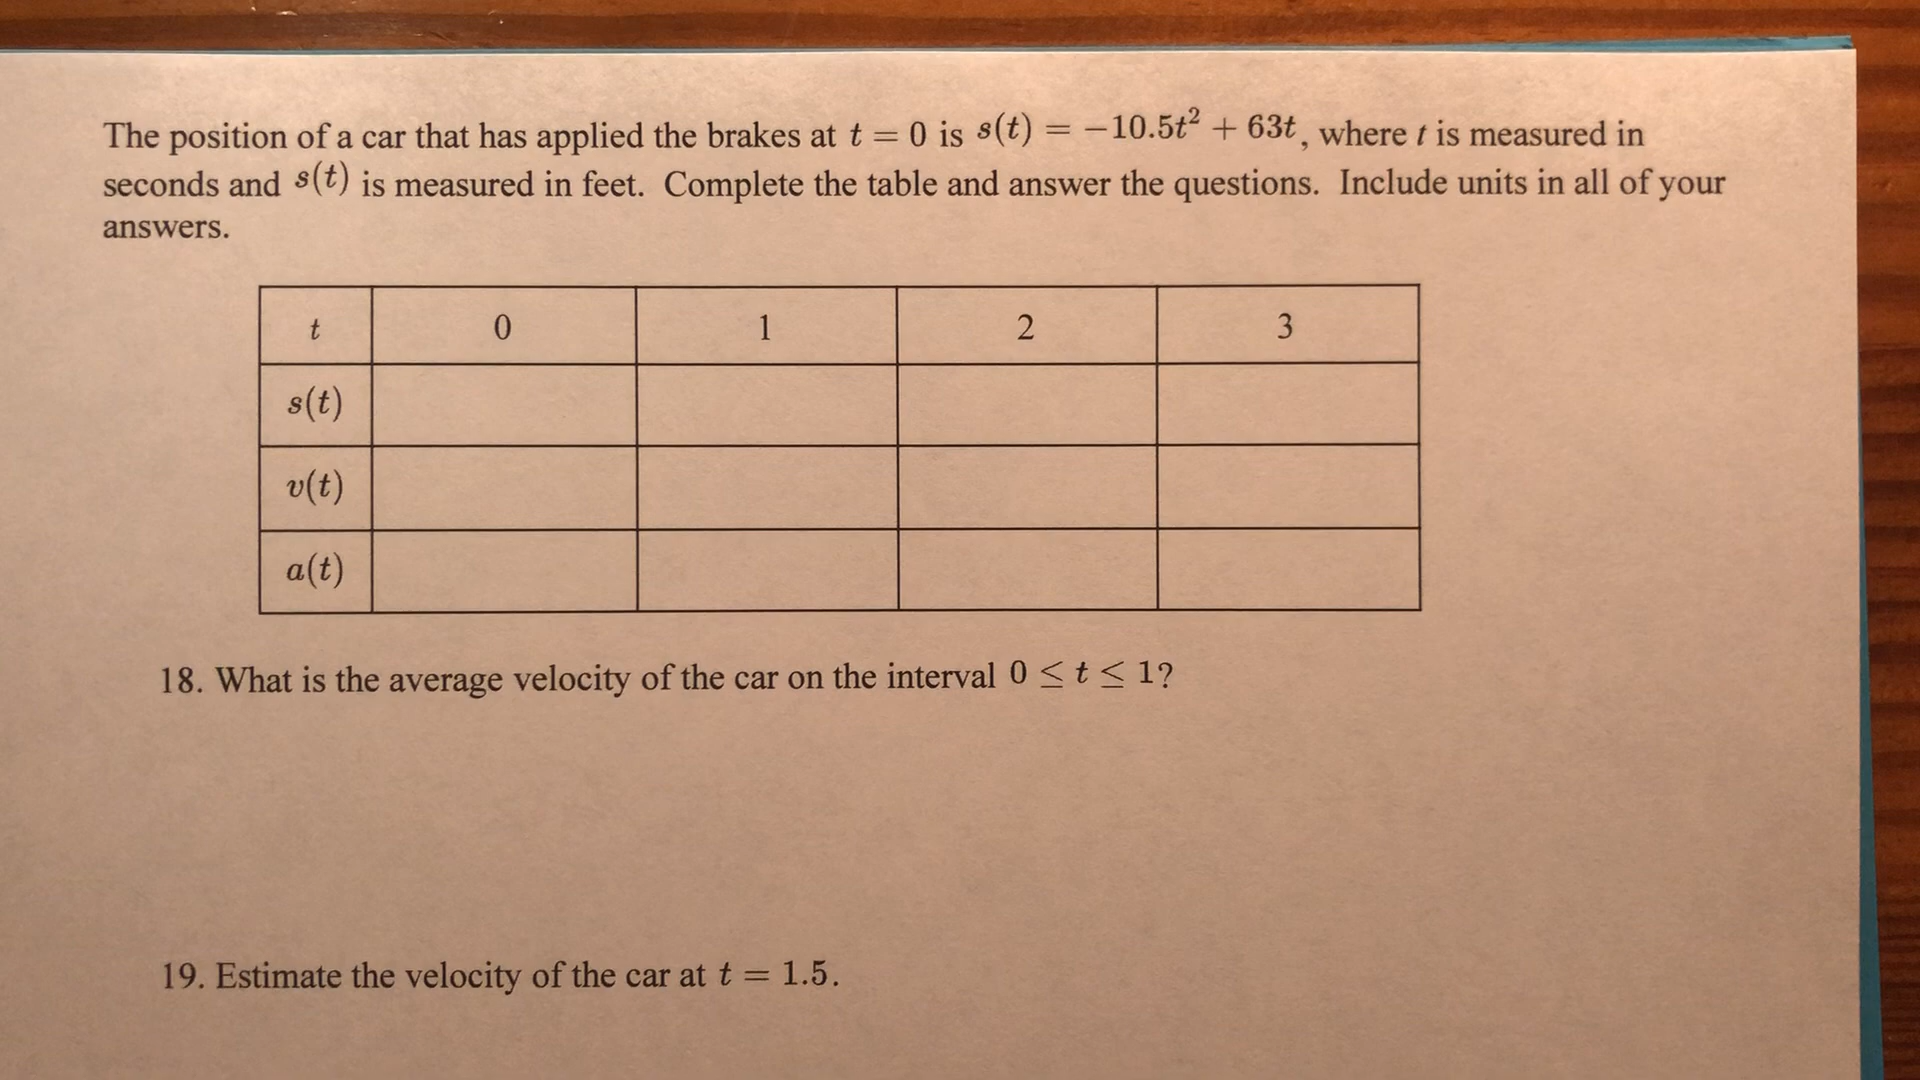 The position of a car that has applied the brakes at t = 0 is s(t) = −10.5t² + 63t, where t is measured in
seconds and s(t) is measured in feet. Complete the table and answer the questions. Include units in all of your
answers.
t 0 1 2 3
s(t)
v(t)
a(t)
18. What is the average velocity of the car on the interval 0 ≤ t ≤ 1?
19. Estimate the velocity of the car at t = 1.5.